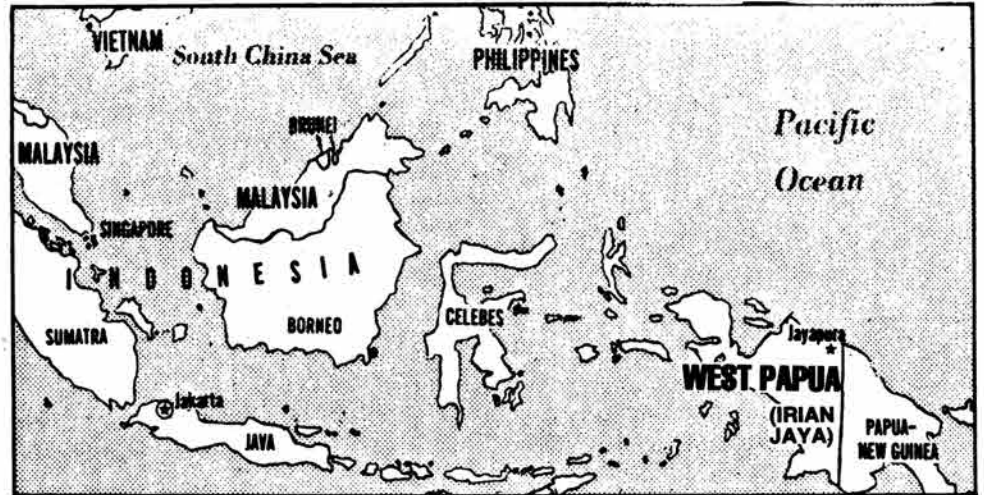 VIETNAM
South China Sea
PHILIPPINES
Pacific
Ocean
BRUNEI
MALAYSIA
MALAYSIA
SINGAPORE
INDONESIA
SUMATRA
BORNEO
CELEBES
Jayapura
WEST PAPUA
(IRIAN
JAYA)
PAPUA-
NEW GUINEA
Jakarta
JAVA